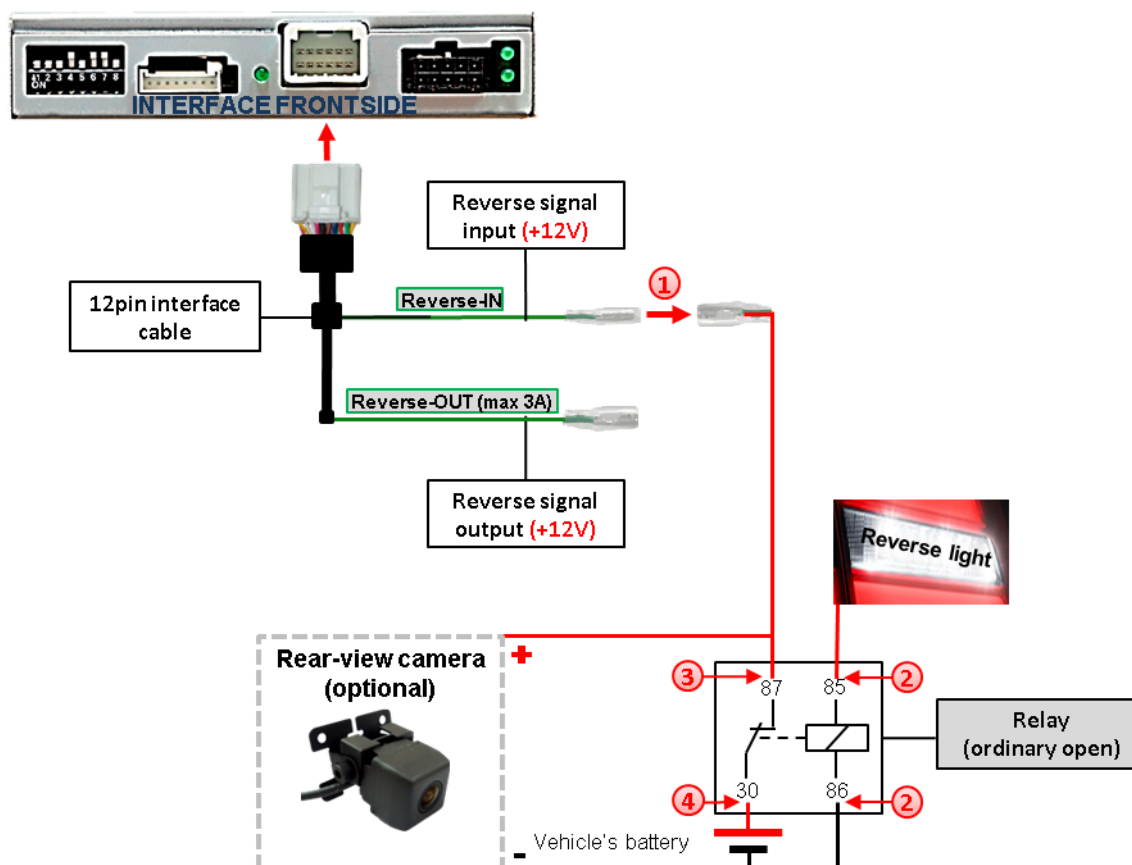 41 2 3 4 5 6 7 8
ON
INTERFACE FRONTSIDE
Reverse signal
input (+12V)
1
12pin interface
cable
Reverse-IN
Reverse-OUT (max 3A)
Reverse signal
output (+12V)
Reverse light
Rear-view camera
(optional)
+
3
87
85
2
Relay
(ordinary open)
4
30
86
2
- Vehicle's battery